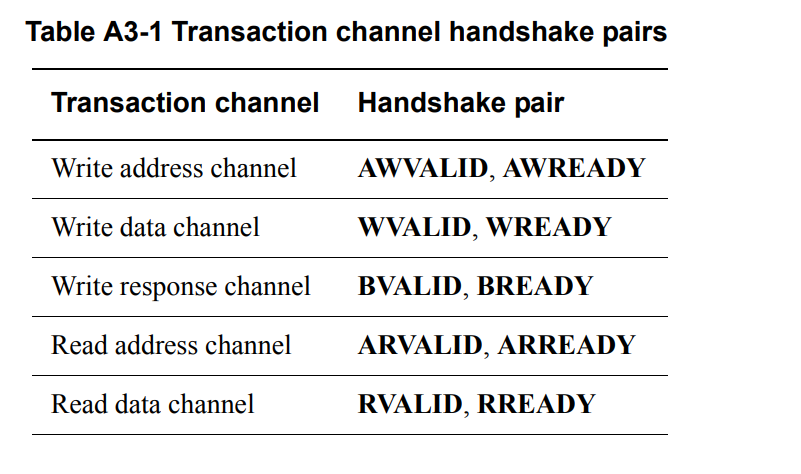 Table A3-1 Transaction channel handshake pairs
Transaction channel Handshake pair
Write address channel AWVALID, AWREADY
Write data channel WVALID, WREADY
Write response channel BVALID, BREADY
Read address channel ARVALID, ARREADY
Read data channel RVALID, RREADY